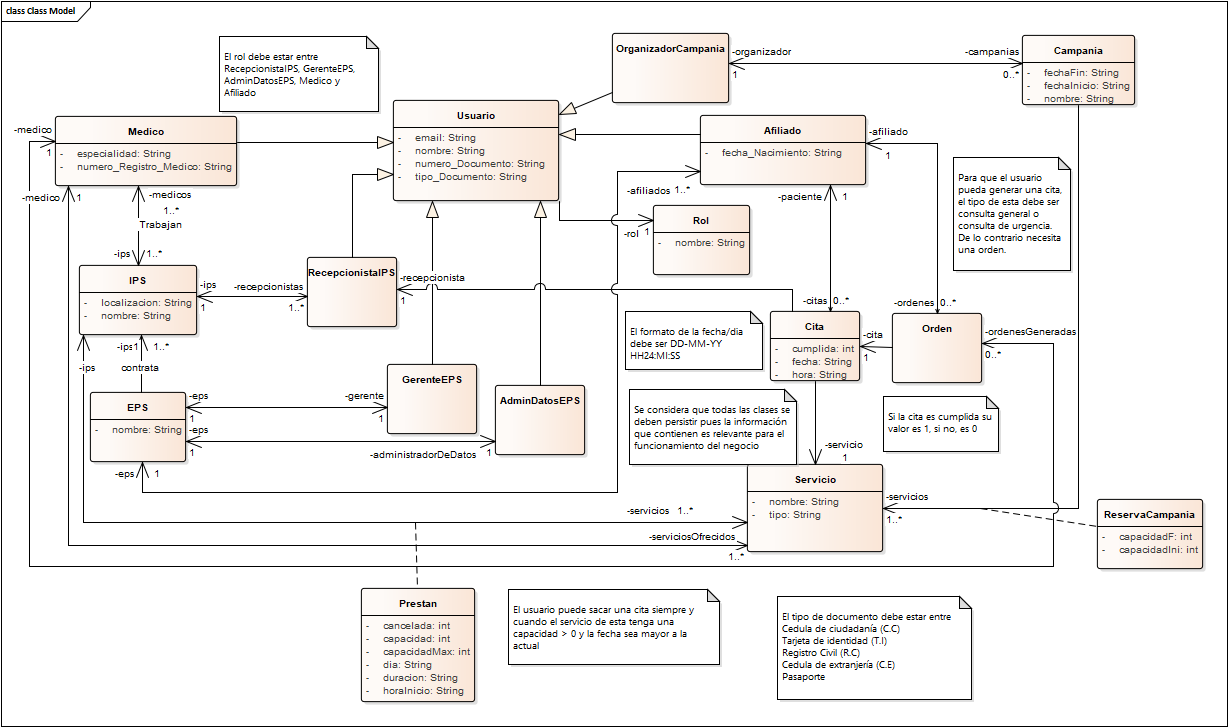 class Class Model
El rol debe estar entre
RecepcionistaIPS, GerenteEPS,
AdminDatosEPS, Medico y
Afiliado
OrganizadorCampania
-organizador
1
-campanias
0..*
Campania
- fechaFin: String
- fechaInicio: String
- nombre: String
-medico
1
Medico
- especialidad: String
- numero_Registro_Medico: String
Usuario
- email: String
- nombre: String
- numero_Documento: String
- tipo_Documento: String
Afiliado
- fecha_Nacimiento: String
-afiliado
1
Para que el usuario
pueda generar una cita,
el tipo de esta debe ser
consulta general o
consulta de urgencia.
De lo contrario necesita
una orden.
-medico
1
-medicos
1..*
Trabajan
-ips
1..*
-afiliados 1..*
-paciente
1
-rol
1
Rol
- nombre: String
IPS
- localizacion: String
- nombre: String
-ips
1
-recepcionistas
1..*
RecepcionistaIPS
-recepcionista
1
-citas 0..*
-ordenes 0..*
El formato de la fecha/dia
debe ser DD-MM-YY
HH24:MI:SS
Cita
- cumplida: int
- fecha: String
- hora: String
-cita
1
Orden
-ordenesGeneradas
0..*
-ips1
1..*
contrata
-ips
1
GerenteEPS
AdminDatosEPS
EPS
- nombre: String
-eps
1
-gerente
1
-eps
1
-administradorDeDatos
1
-eps
1
Se considera que todas las clases se
deben persistir pues la información
que contienen es relevante para el
funcionamiento del negocio
Si la cita es cumplida su
valor es 1, si no, es 0
-servicio
1
Servicio
- nombre: String
- tipo: String
-servicios
1..*
-servicios 1..*
-serviciosOfrecidos
1..*
ReservaCampania
- capacidadF: int
- capacidadIni: int
Prestan
- cancelada: int
- capacidad: int
- capacidadMax: int
- dia: String
- duracion: String
- horaInicio: String
El usuario puede sacar una cita siempre y
cuando el servicio de esta tenga una
capacidad > 0 y la fecha sea mayor a la
actual
El tipo de documento debe estar entre
Cedula de ciudadanía (C.C)
Tarjeta de identidad (T.I)
Registro Civil (R.C)
Cedula de extranjería (C.E)
Pasaporte